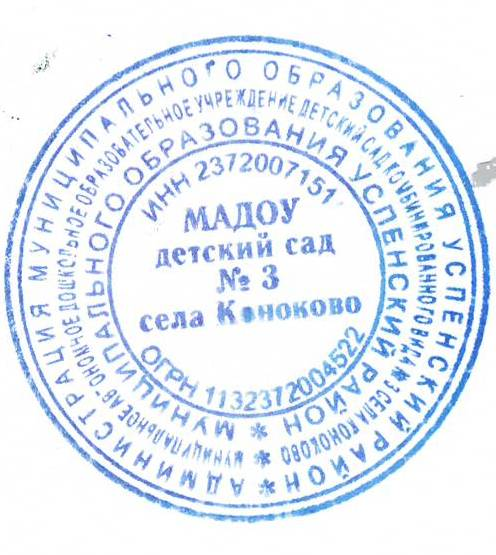 АДМИНИСТРАЦИЯ МУНИЦИПАЛЬНОГО ОБРАЗОВАНИЯ УСПЕНСКИЙ РАЙОН *
МУНИЦИПАЛЬНОЕ АВТОНОМНОЕ ДОШКОЛЬНОЕ ОБРАЗОВАТЕЛЬНОЕ УЧРЕЖДЕНИЕ ДЕТСКИЙ САД КОМБИНИРОВАННОГО ВИДА № 3 СЕЛА КОНОКОВО *
МУНИЦИПАЛЬНОГО ОБРАЗОВАНИЯ УСПЕНСКИЙ РАЙОН *
ИНН 2372007151
МАДОУ
детский сад
№ 3
села Коноково
ОГРН 1132372004522